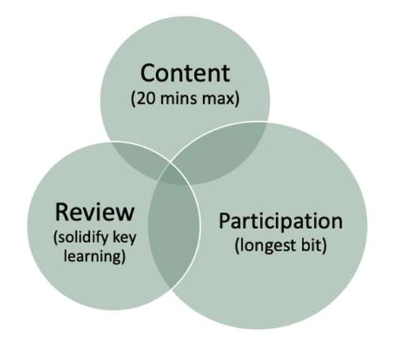 Content
(20 mins max)
Review
(solidify key
learning)
Participation
(longest bit)